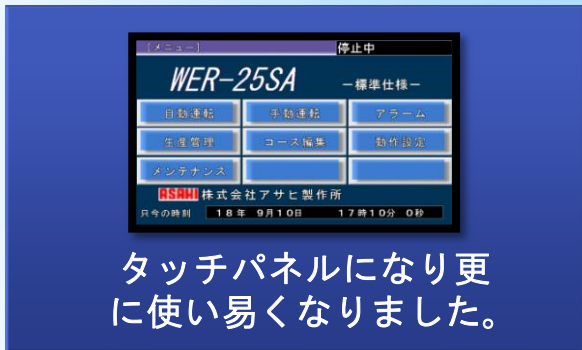 [メニュー] 停止中
WER-25SA －標準仕様－
自動運転 手動運転 アラーム
生産管理 コース編集 動作設定
メンテナンス
ASAHI 株式会社アサヒ製作所
只今の時刻 18年 9月10日 17時10分 0秒
タッチパネルになり更
に使い易くなりました。